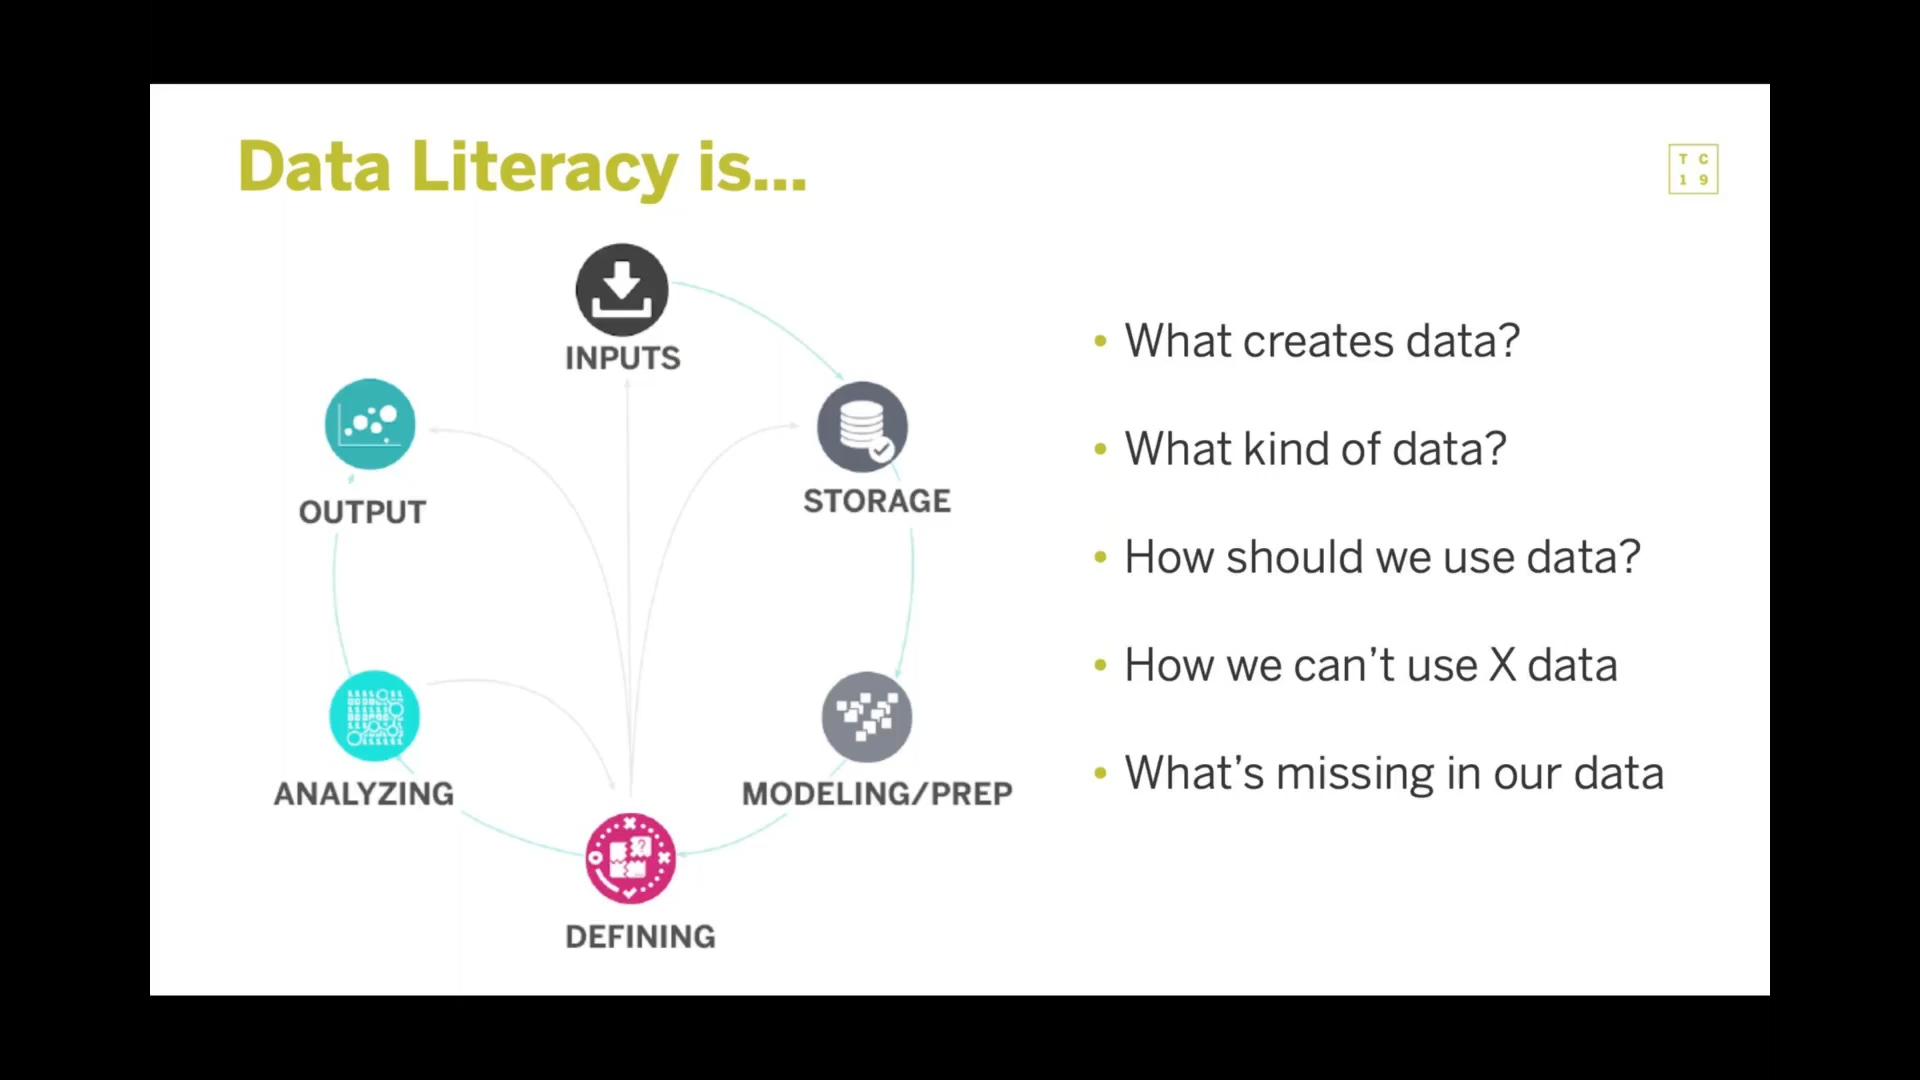 Data Literacy is...
T C
1 9
INPUTS
OUTPUT
STORAGE
ANALYZING
MODELING/PREP
DEFINING
• What creates data?
• What kind of data?
• How should we use data?
• How we can’t use X data
• What’s missing in our data